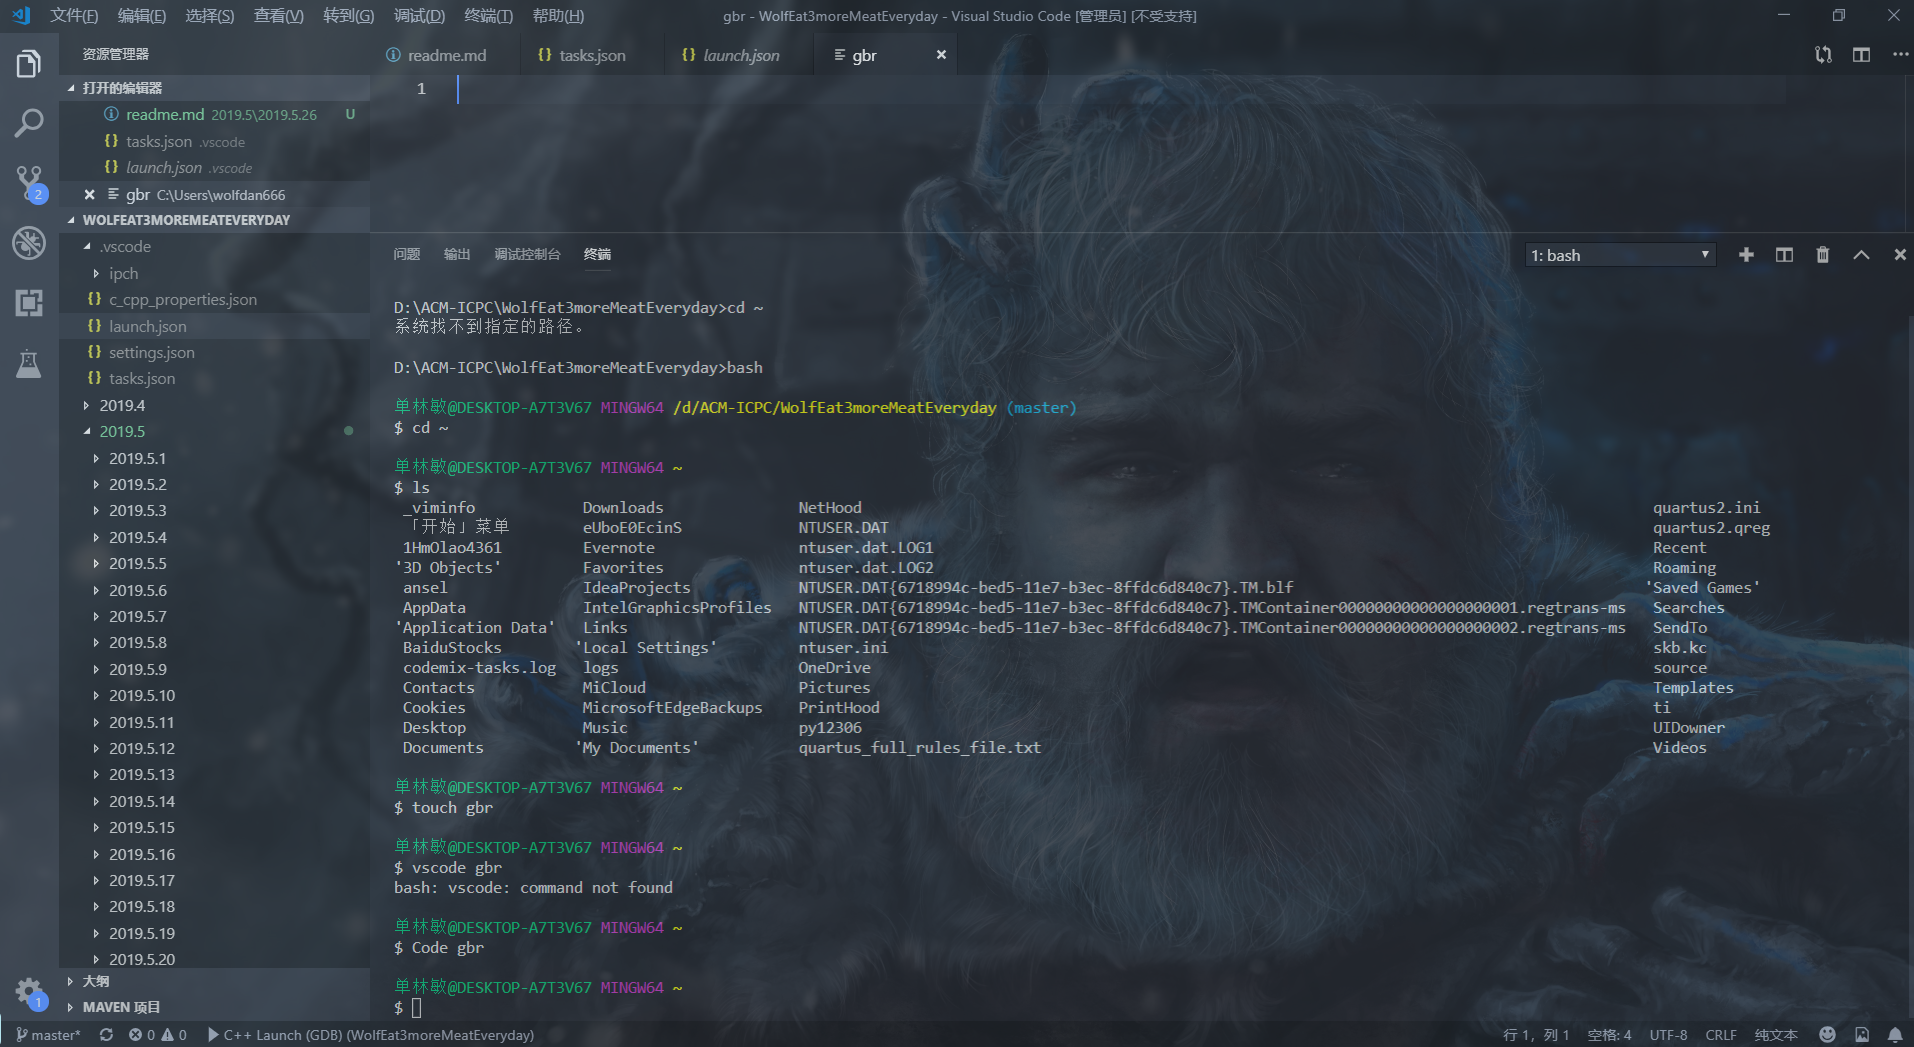 文件(F) 编辑(E) 选择(S) 查看(V) 转到(G) 调试(D) 终端(T) 帮助(H) gbr - WolfEat3moreMeatEveryday - Visual Studio Code [管理员] [不受支持]
资源管理器
打开的编辑器
readme.md 2019.5\2019.5.26 U
tasks.json .vscode
launch.json .vscode
gbr C:\Users\wolfdan666
WOLFEAT3MOREMEATEVERYDAY
.vscode
ipch
c_cpp_properties.json
launch.json
settings.json
tasks.json
2019.4
2019.5
2019.5.1
2019.5.2
2019.5.3
2019.5.4
2019.5.5
2019.5.6
2019.5.7
2019.5.8
2019.5.9
2019.5.10
2019.5.11
2019.5.12
2019.5.13
2019.5.14
2019.5.15
2019.5.16
2019.5.17
2019.5.18
2019.5.19
2019.5.20
大纲
MAVEN 项目
2
1
readme.md tasks.json launch.json gbr
1
问题 输出 调试控制台 终端 1: bash
D:\ACM-ICPC\WolfEat3moreMeatEveryday>cd ~
系统找不到指定的路径。
D:\ACM-ICPC\WolfEat3moreMeatEveryday>bash
单林敏@DESKTOP-A7T3V67 MINGW64 /d/ACM-ICPC/WolfEat3moreMeatEveryday (master)
$ cd ~
单林敏@DESKTOP-A7T3V67 MINGW64 ~
$ ls
_viminfo Downloads NetHood quartus2.ini
「开始」菜单 eUboE0EcinS NTUSER.DAT quartus2.qreg
1HmOlao4361 Evernote ntuser.dat.LOG1 Recent
'3D Objects' Favorites ntuser.dat.LOG2 Roaming
ansel IdeaProjects NTUSER.DAT{6718994c-bed5-11e7-b3ec-8ffdc6d840c7}.TM.blf 'Saved Games'
AppData IntelGraphicsProfiles NTUSER.DAT{6718994c-bed5-11e7-b3ec-8ffdc6d840c7}.TMContainer00000000000000000001.regtrans-ms Searches
'Application Data' Links NTUSER.DAT{6718994c-bed5-11e7-b3ec-8ffdc6d840c7}.TMContainer00000000000000000002.regtrans-ms SendTo
BaiduStocks 'Local Settings' ntuser.ini skb.kc
codemix-tasks.log logs OneDrive source
Contacts MiCloud Pictures Templates
Cookies MicrosoftEdgeBackups PrintHood ti
Desktop Music py12306 UIDowner
Documents 'My Documents' quartus_full_rules_file.txt Videos
单林敏@DESKTOP-A7T3V67 MINGW64 ~
$ touch gbr
单林敏@DESKTOP-A7T3V67 MINGW64 ~
$ vscode gbr
bash: vscode: command not found
单林敏@DESKTOP-A7T3V67 MINGW64 ~
$ Code gbr
单林敏@DESKTOP-A7T3V67 MINGW64 ~
$
master* 0 0 C++ Launch (GDB) (WolfEat3moreMeatEveryday) 行 1，列 1 空格: 4 UTF-8 CRLF 纯文本